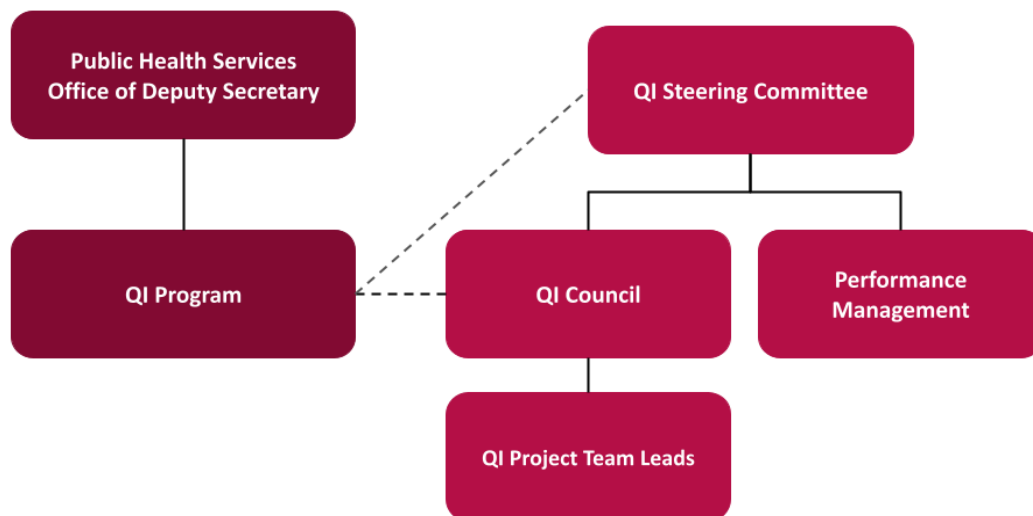 Public Health Services
Office of Deputy Secretary
QI Steering Committee
QI Program
QI Council
Performance
Management
QI Project Team Leads